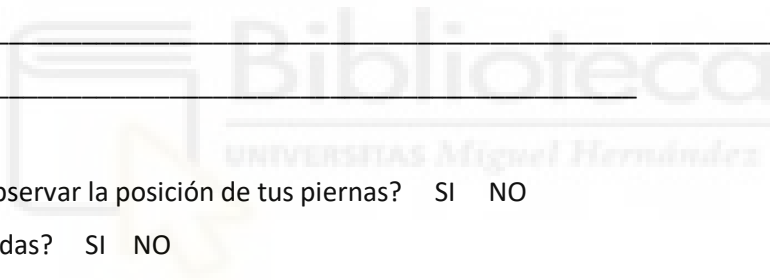 Biblioteca
UNIVERSITAS Miguel Hernández
bservar la posición de tus piernas? SI NO
das? SI NO